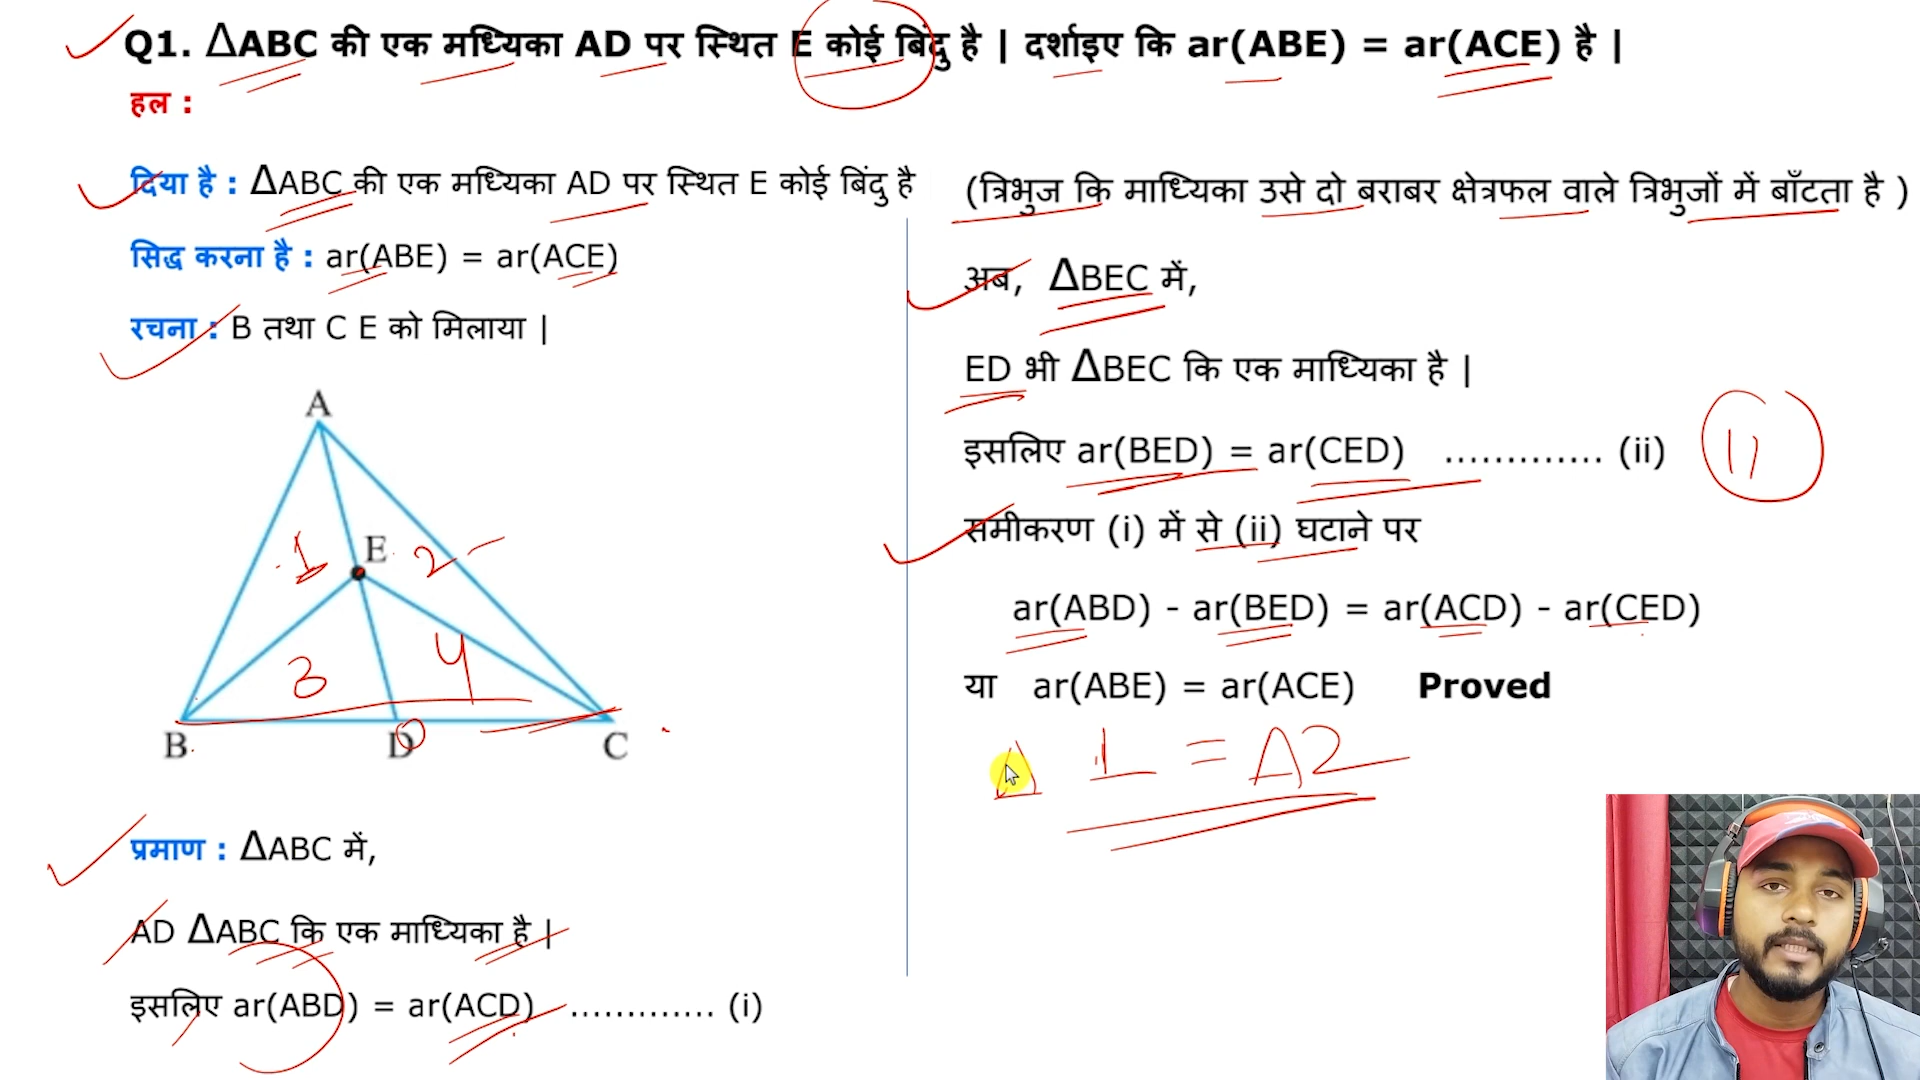 Q1. ΔABC की एक मध्यिका AD पर स्थित E कोई बिंदु है | दर्शाइए कि ar(ABE) = ar(ACE) है |
हल :
दिया है : ΔABC की एक मध्यिका AD पर स्थित E कोई बिंदु है
सिद्ध करना है : ar(ABE) = ar(ACE)
रचना : B तथा C E को मिलाया |
A
E
1
2
3
4
B
D
C
प्रमाण : ΔABC में,
AD ΔABC कि एक माध्यिका है |
इसलिए ar(ABD) = ar(ACD) ............. (i)
(त्रिभुज कि माध्यिका उसे दो बराबर क्षेत्रफल वाले त्रिभुजों में बाँटता है )
अब, ΔBEC में,
ED भी ΔBEC कि एक माध्यिका है |
इसलिए ar(BED) = ar(CED) ............. (ii)
समीकरण (i) में से (ii) घटाने पर
ar(ABD) - ar(BED) = ar(ACD) - ar(CED)
या ar(ABE) = ar(ACE) Proved
Δ 1 = Δ2